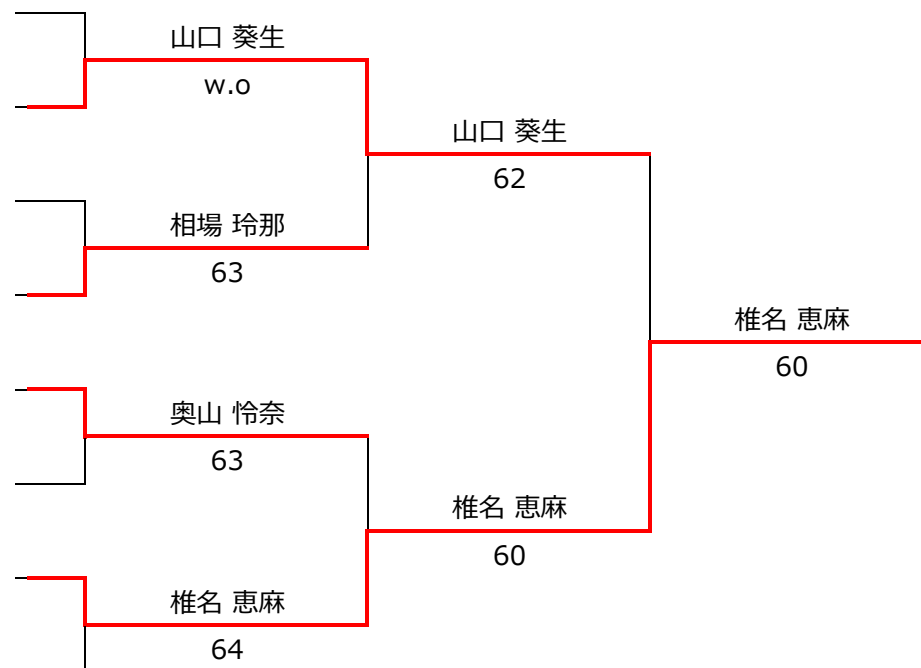 山口 葵生
w.o
山口 葵生
62
相場 玲那
63
椎名 恵麻
60
奥山 怜奈
63
椎名 恵麻
60
椎名 恵麻
64